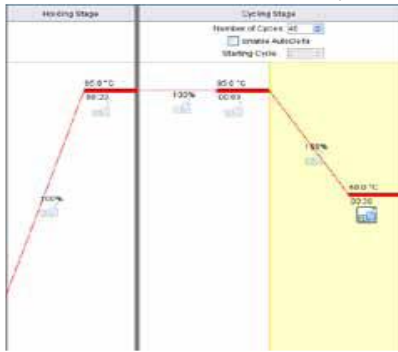 Holding Stage
Cycling Stage
Number of Cycles: 40
Enable AutoDelta
Starting Cycle
95.0 °C
95.0 °C
00:20
100%
00:03
100%
60.0 °C
100%
00:30